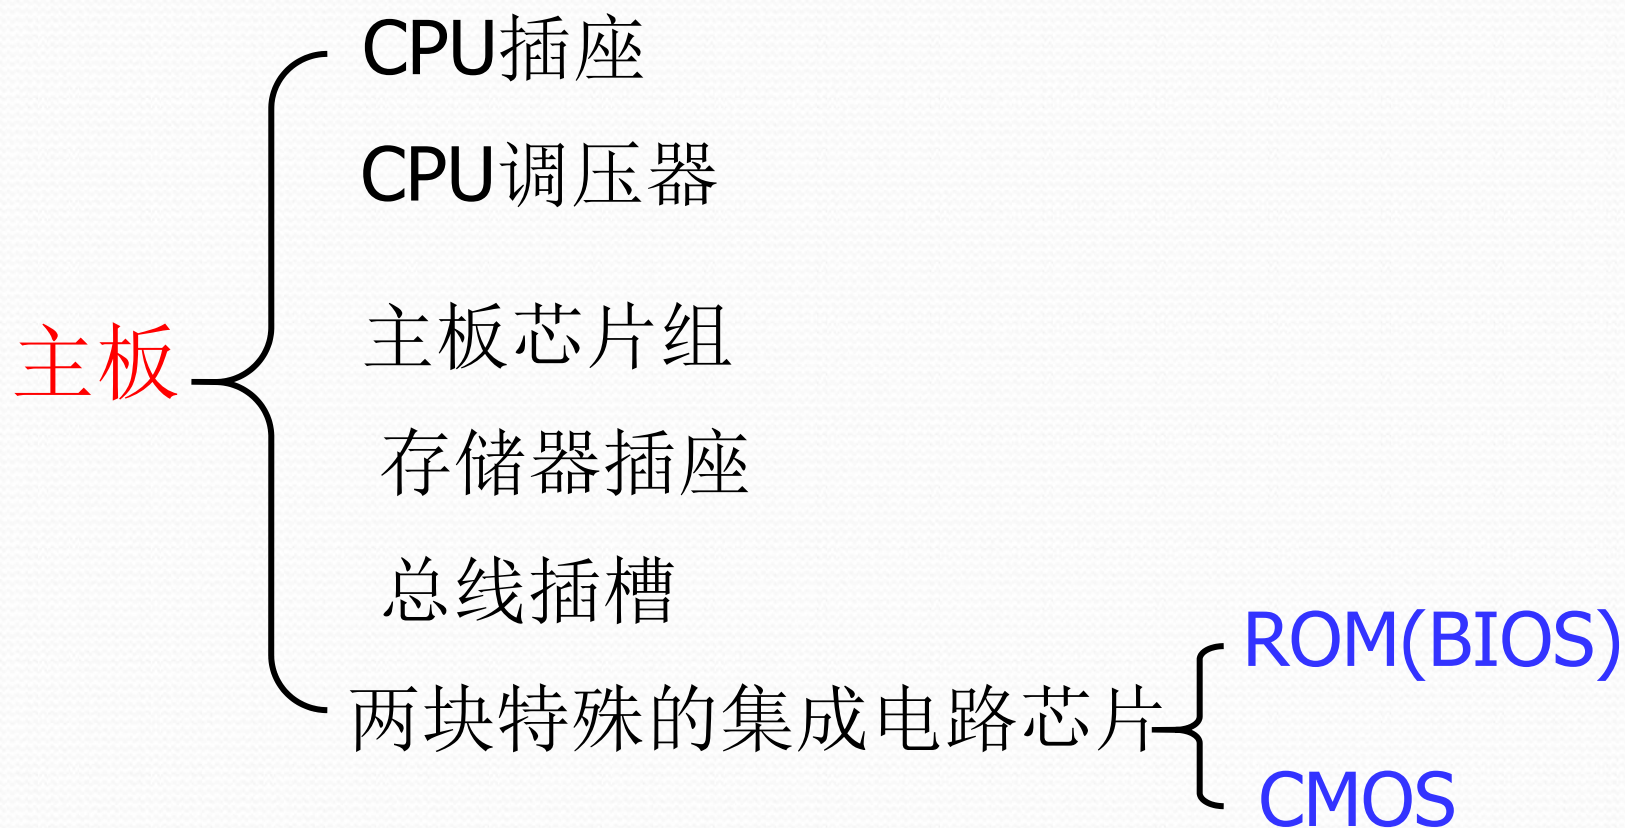 CPU插座
CPU调压器
主板
主板芯片组
存储器插座
总线插槽
两块特殊的集成电路芯片
ROM(BIOS)
CMOS